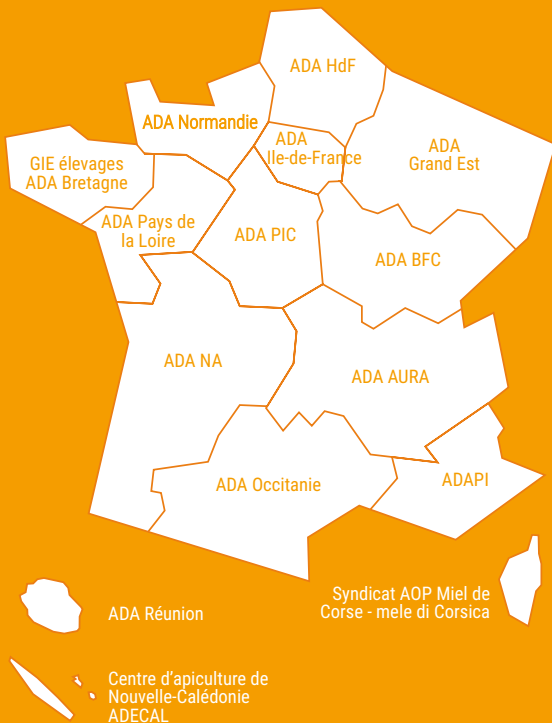 ADA HdF
ADA Normandie
ADA
Ile-de-France
ADA
Grand Est
GIE élevages
ADA Bretagne
ADA Pays de
la Loire
ADA PIC
ADA BFC
ADA NA
ADA AURA
ADA Occitanie
ADAPI
ADA Réunion
Syndicat AOP Miel de
Corse - mele di Corsica
Centre d'apiculture de
Nouvelle-Calédonie
ADECAL